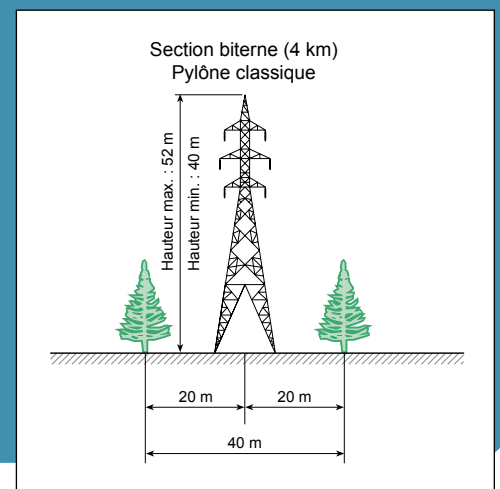 Section biterne (4 km)
Pylône classique
Hauteur max. : 52 m
Hauteur min. : 40 m
20 m
20 m
40 m